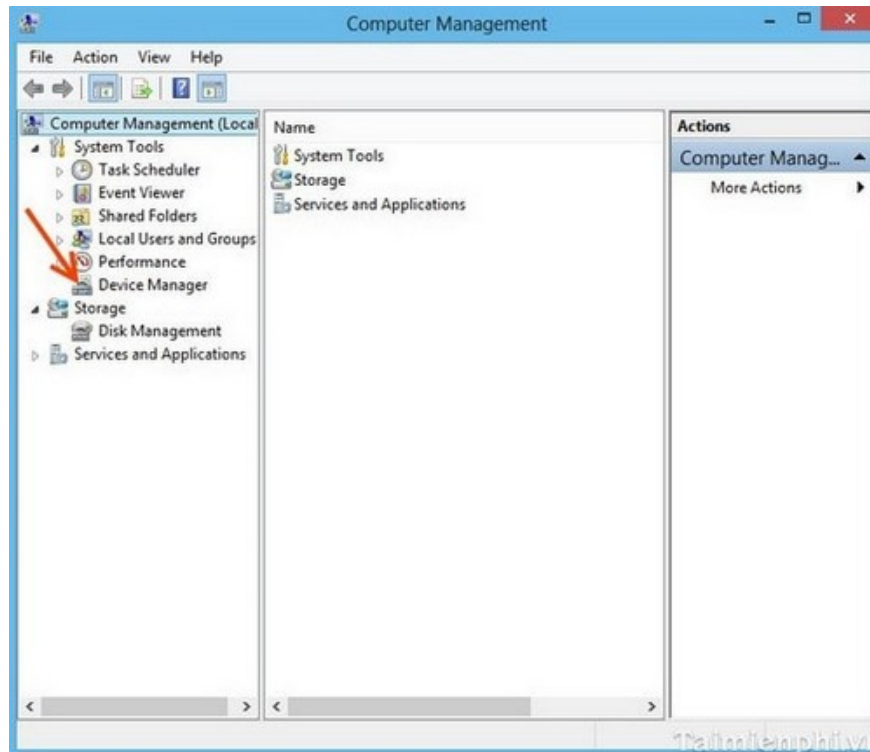 Computer Management
File Action View Help
Computer Management (Local
System Tools
Task Scheduler
Event Viewer
Shared Folders
Local Users and Groups
Performance
Device Manager
Storage
Disk Management
Services and Applications
Name
System Tools
Storage
Services and Applications
Actions
Computer Manag...
More Actions
Taimienphi.v